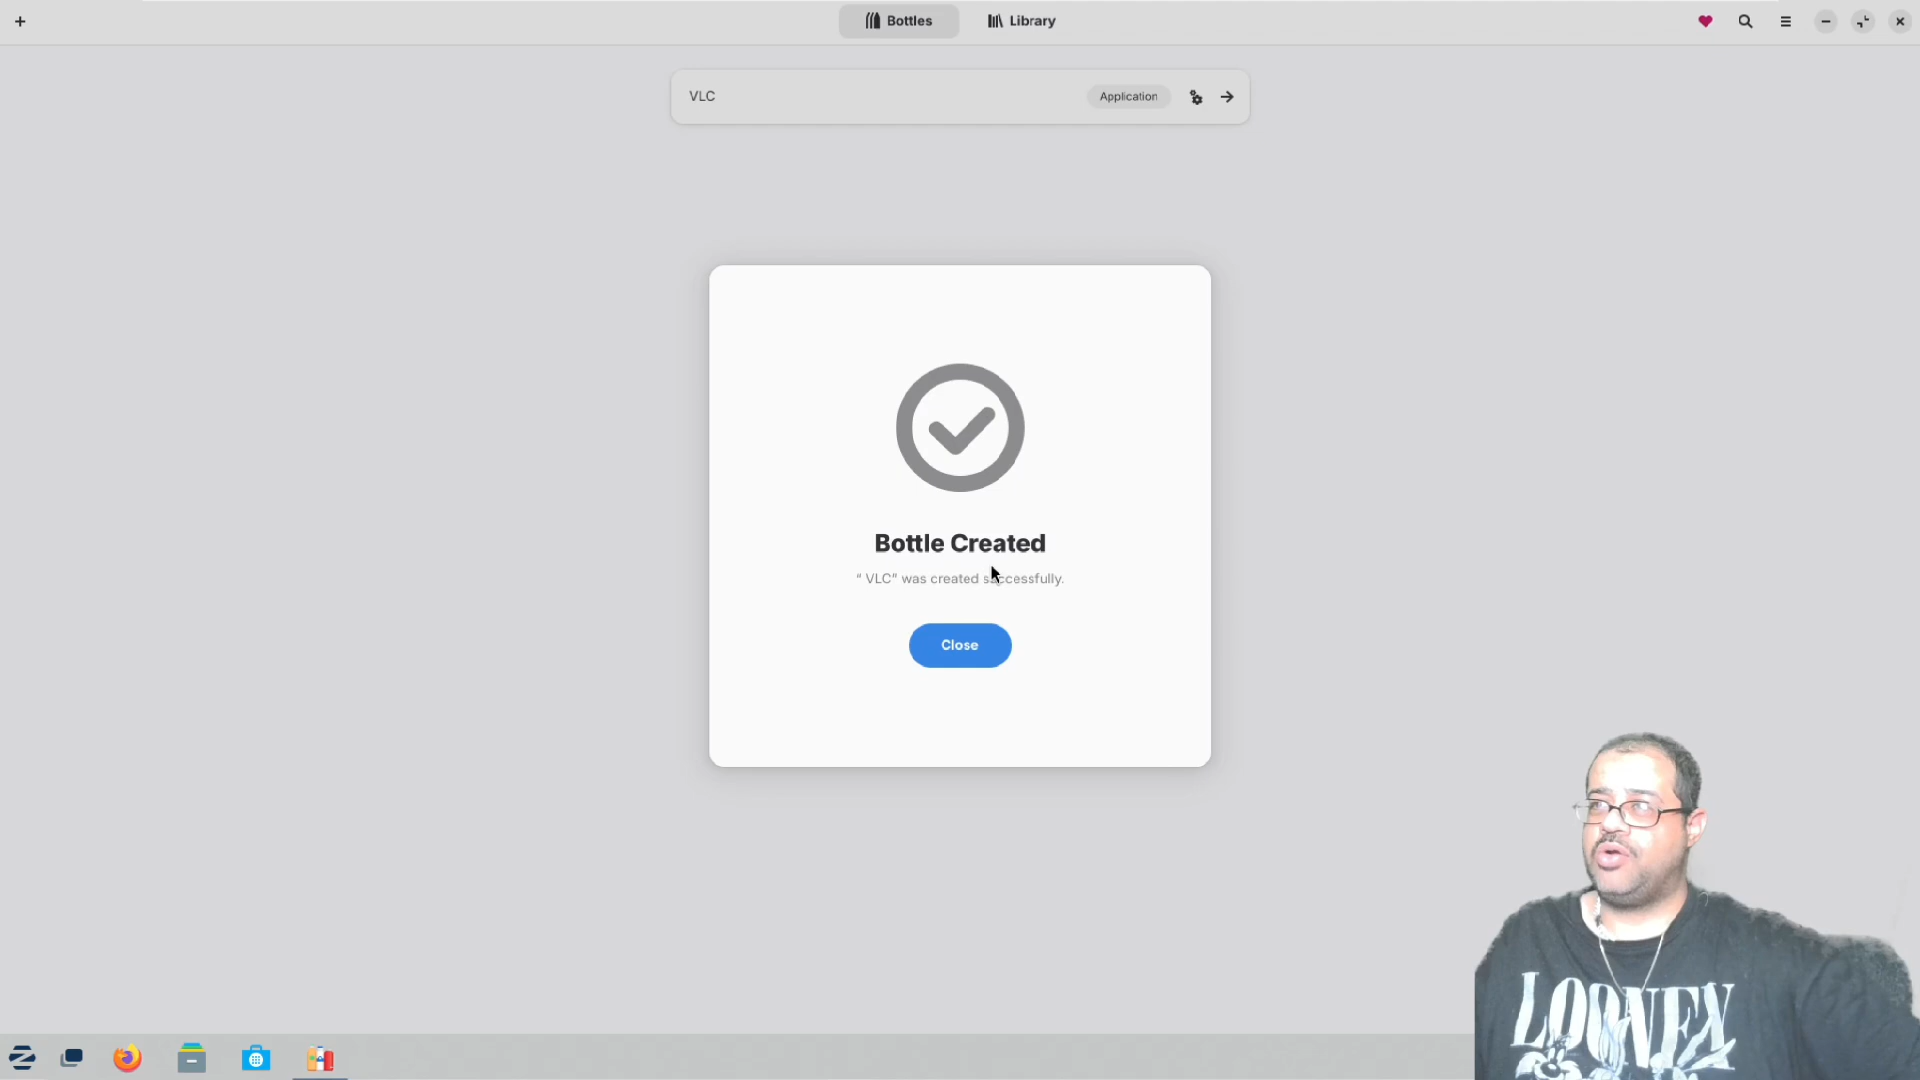 Bottles
Library
VLC
Application
Bottle Created
“ VLC” was created successfully.
Close
LOONEY